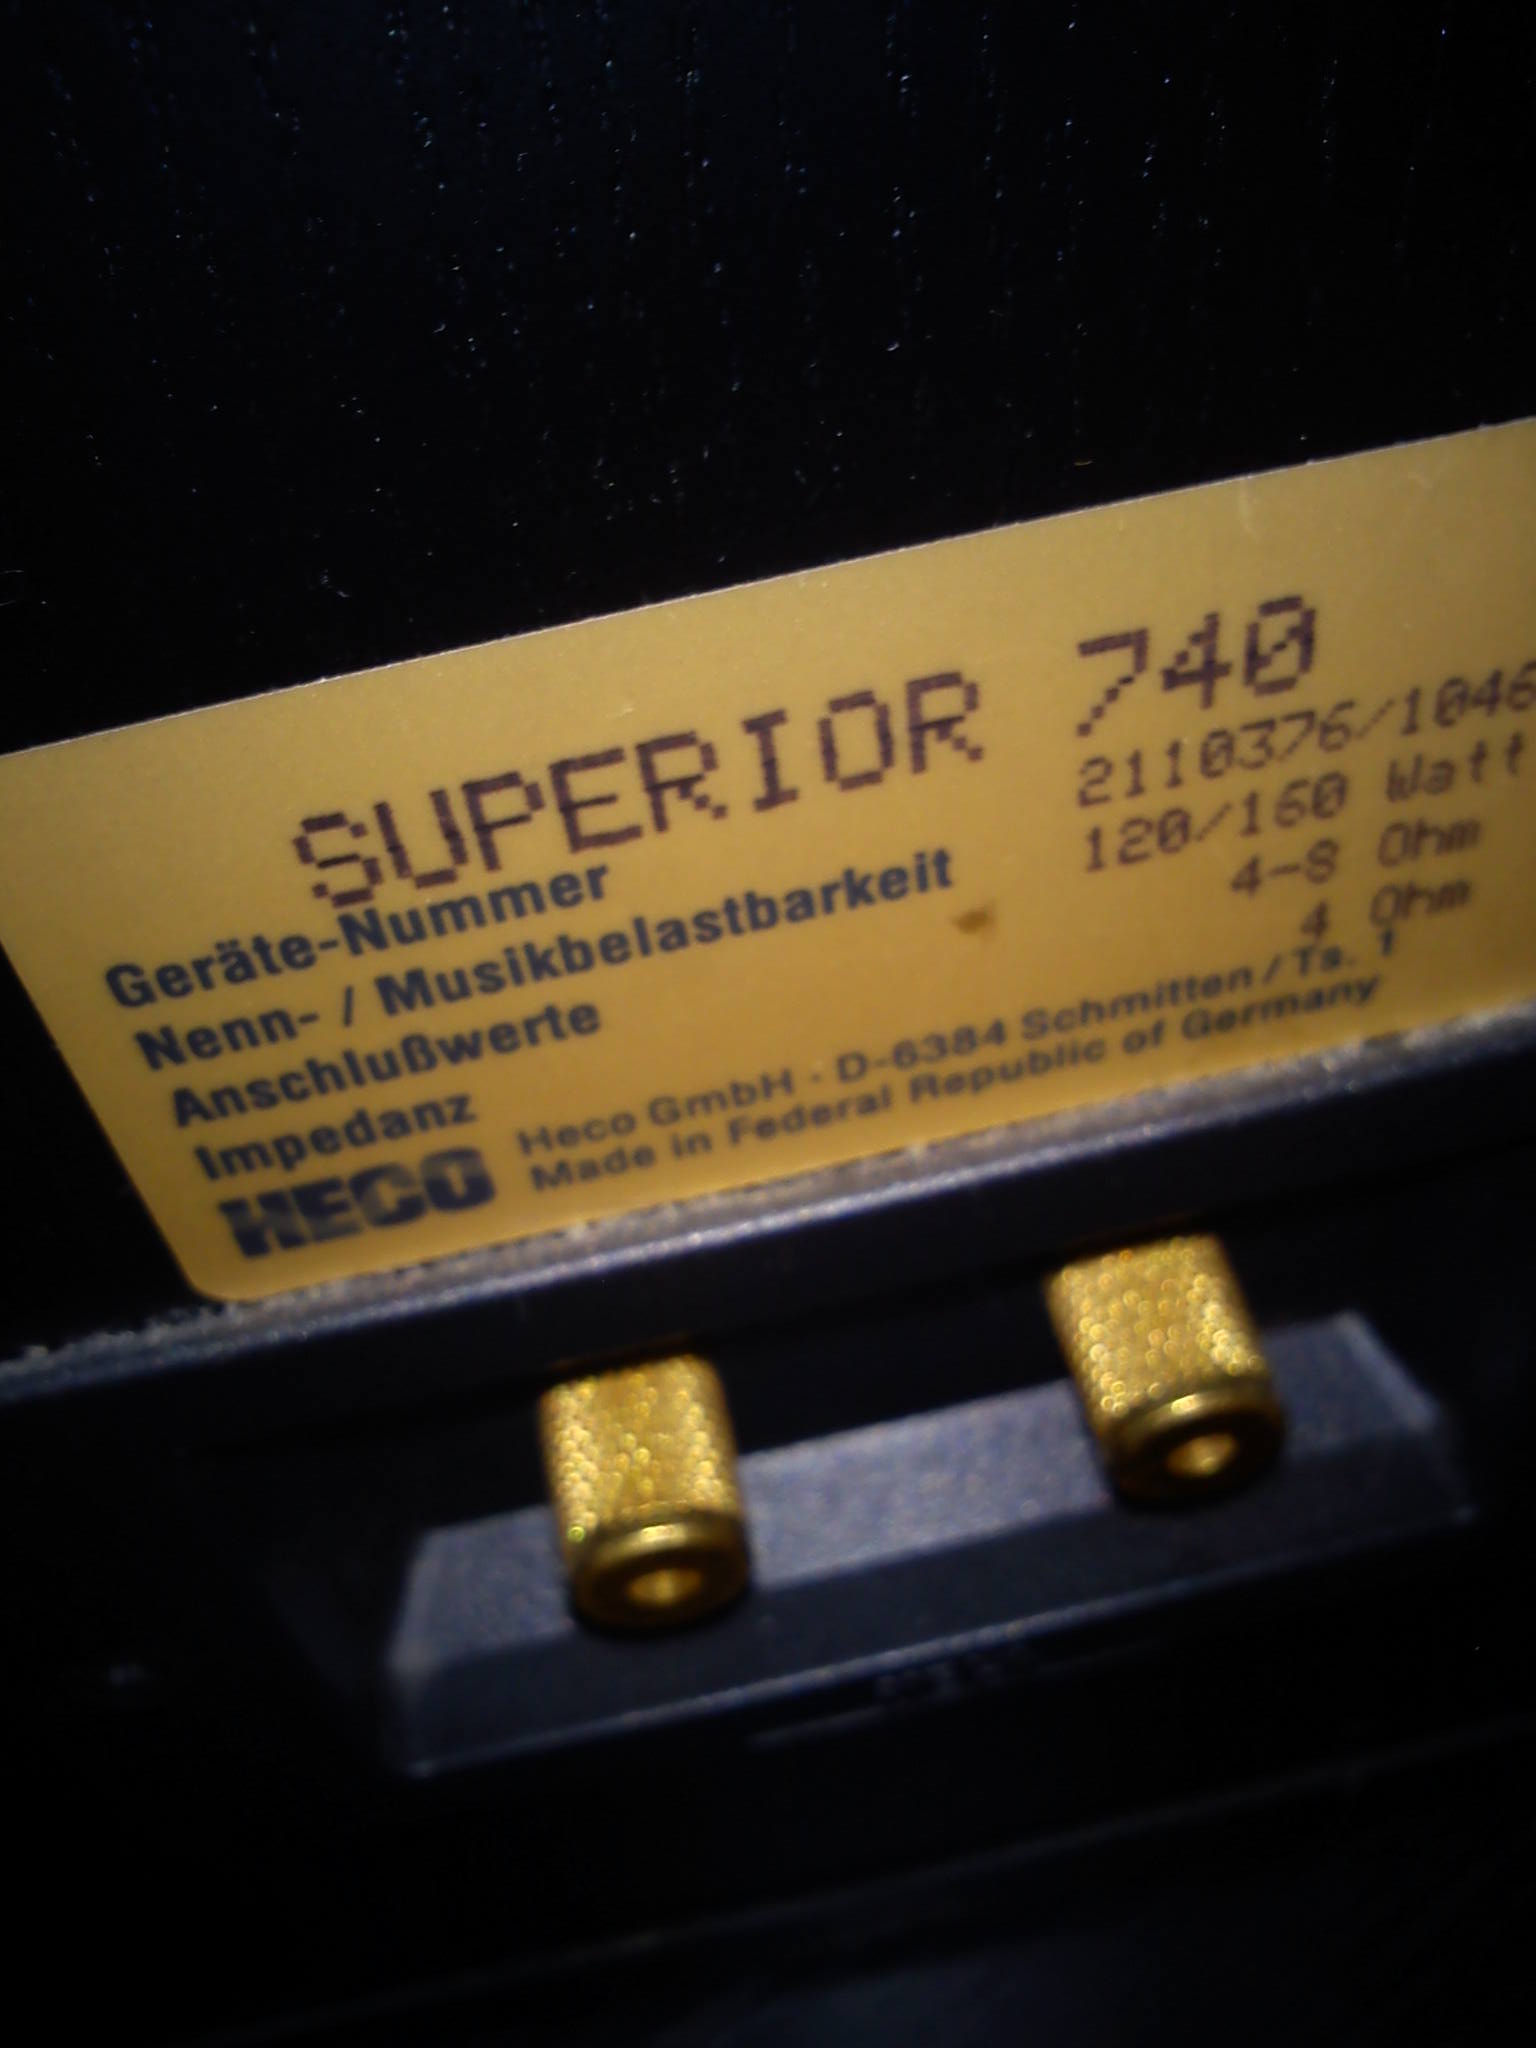 SUPERIOR 740
Geräte-Nummer 2110376/1046
Nenn- / Musikbelastbarkeit 120/160 Watt
Anschlußwerte 4-8 Ohm
Impedanz 4 Ohm
HECO Heco GmbH · D-6384 Schmitten/Ts. 1
Made in Federal Republic of Germany